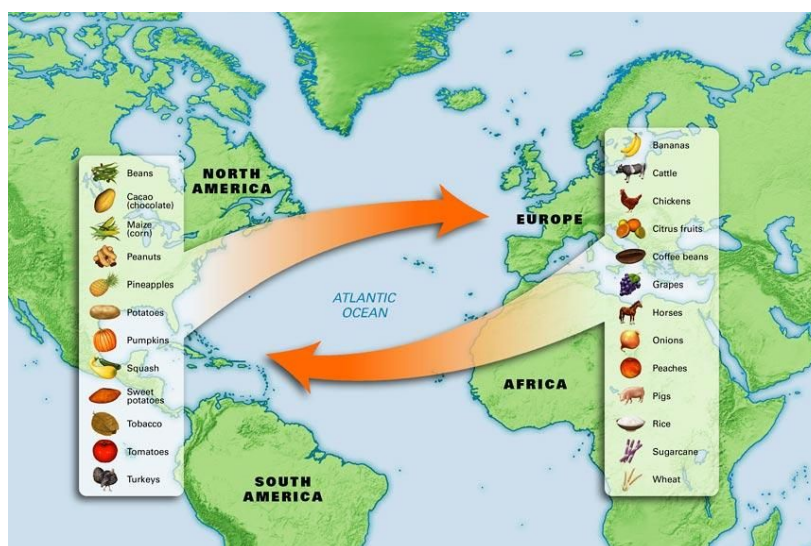 NORTH
AMERICA
EUROPE
ATLANTIC
OCEAN
AFRICA
SOUTH
AMERICA
Beans
Cacao
(chocolate)
Maize
(corn)
Peanuts
Pineapples
Potatoes
Pumpkins
Squash
Sweet
potatoes
Tobacco
Tomatoes
Turkeys
Bananas
Cattle
Chickens
Citrus fruits
Coffee beans
Grapes
Horses
Onions
Peaches
Pigs
Rice
Sugarcane
Wheat